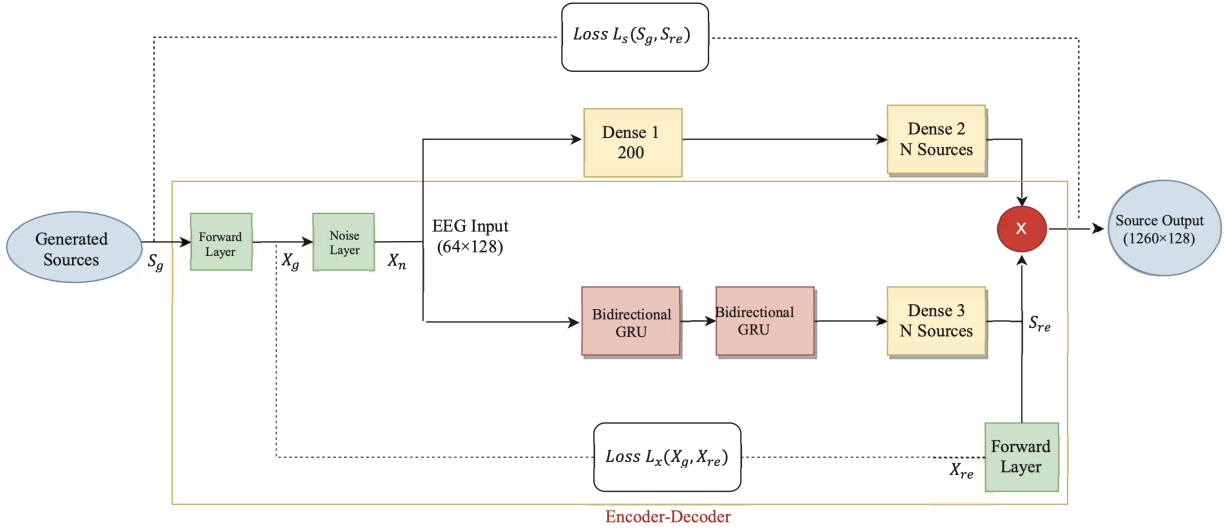 Loss L_s(S_g, S_re)
Dense 1
200
Dense 2
N Sources
Generated
Sources
S_g
Forward
Layer
X_g
Noise
Layer
X_n
EEG Input
(64×128)
X
Source Output
(1260×128)
Bidirectional
GRU
Bidirectional
GRU
Dense 3
N Sources
S_re
Loss L_x(X_g, X_re)
X_re
Forward
Layer
Encoder-Decoder